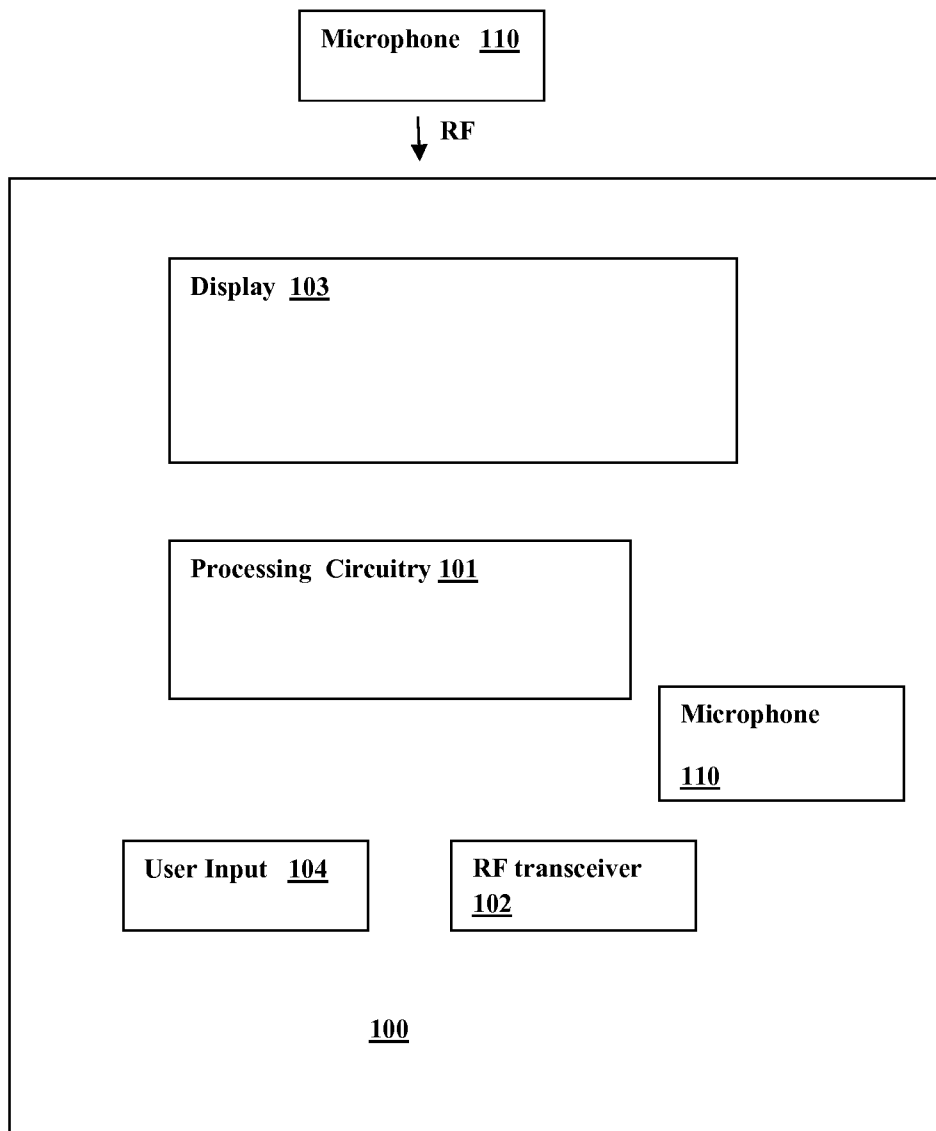 Microphone 110
RF
Display 103
Processing Circuitry 101
Microphone
110
User Input 104
RF transceiver
102
100